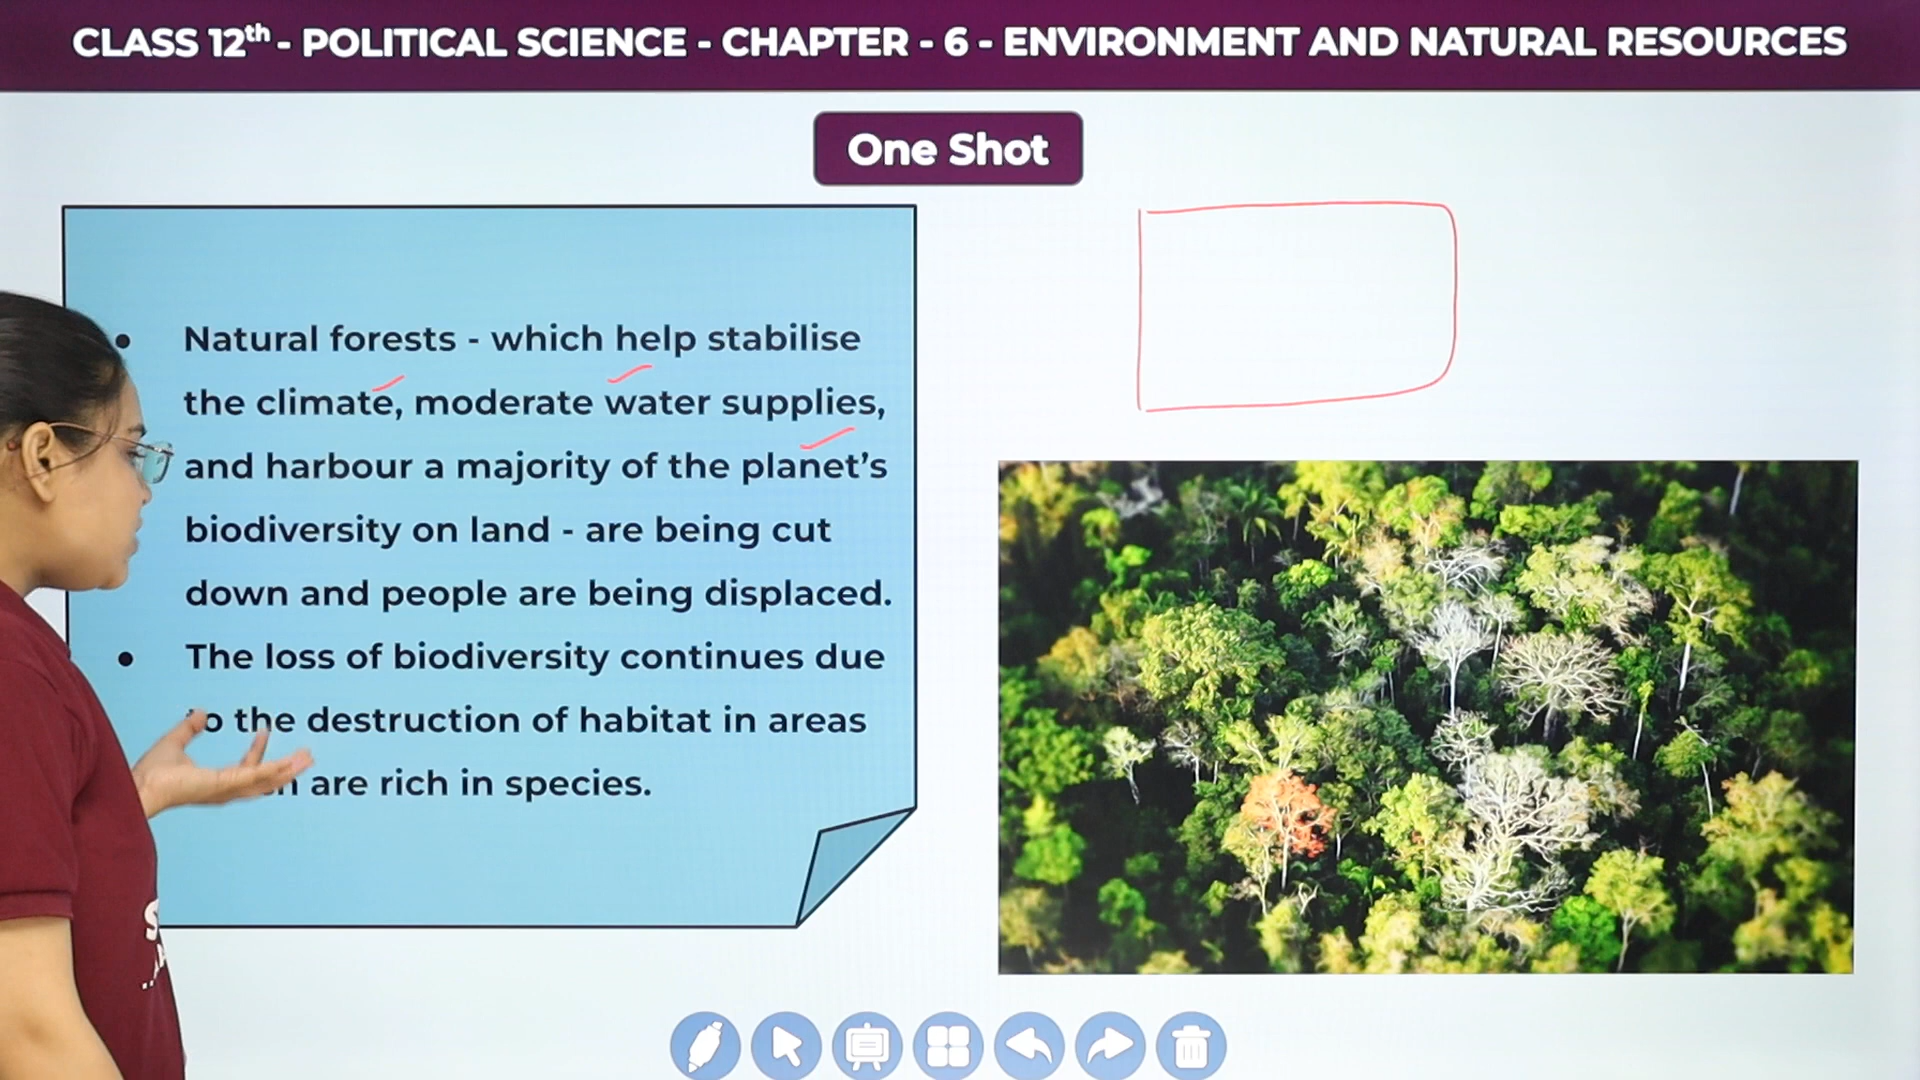 CLASS 12th - POLITICAL SCIENCE - CHAPTER - 6 - ENVIRONMENT AND NATURAL RESOURCES
One Shot
• Natural forests - which help stabilise
the climate, moderate water supplies,
and harbour a majority of the planet's
biodiversity on land - are being cut
down and people are being displaced.
• The loss of biodiversity continues due
the destruction of habitat in areas
are rich in species.